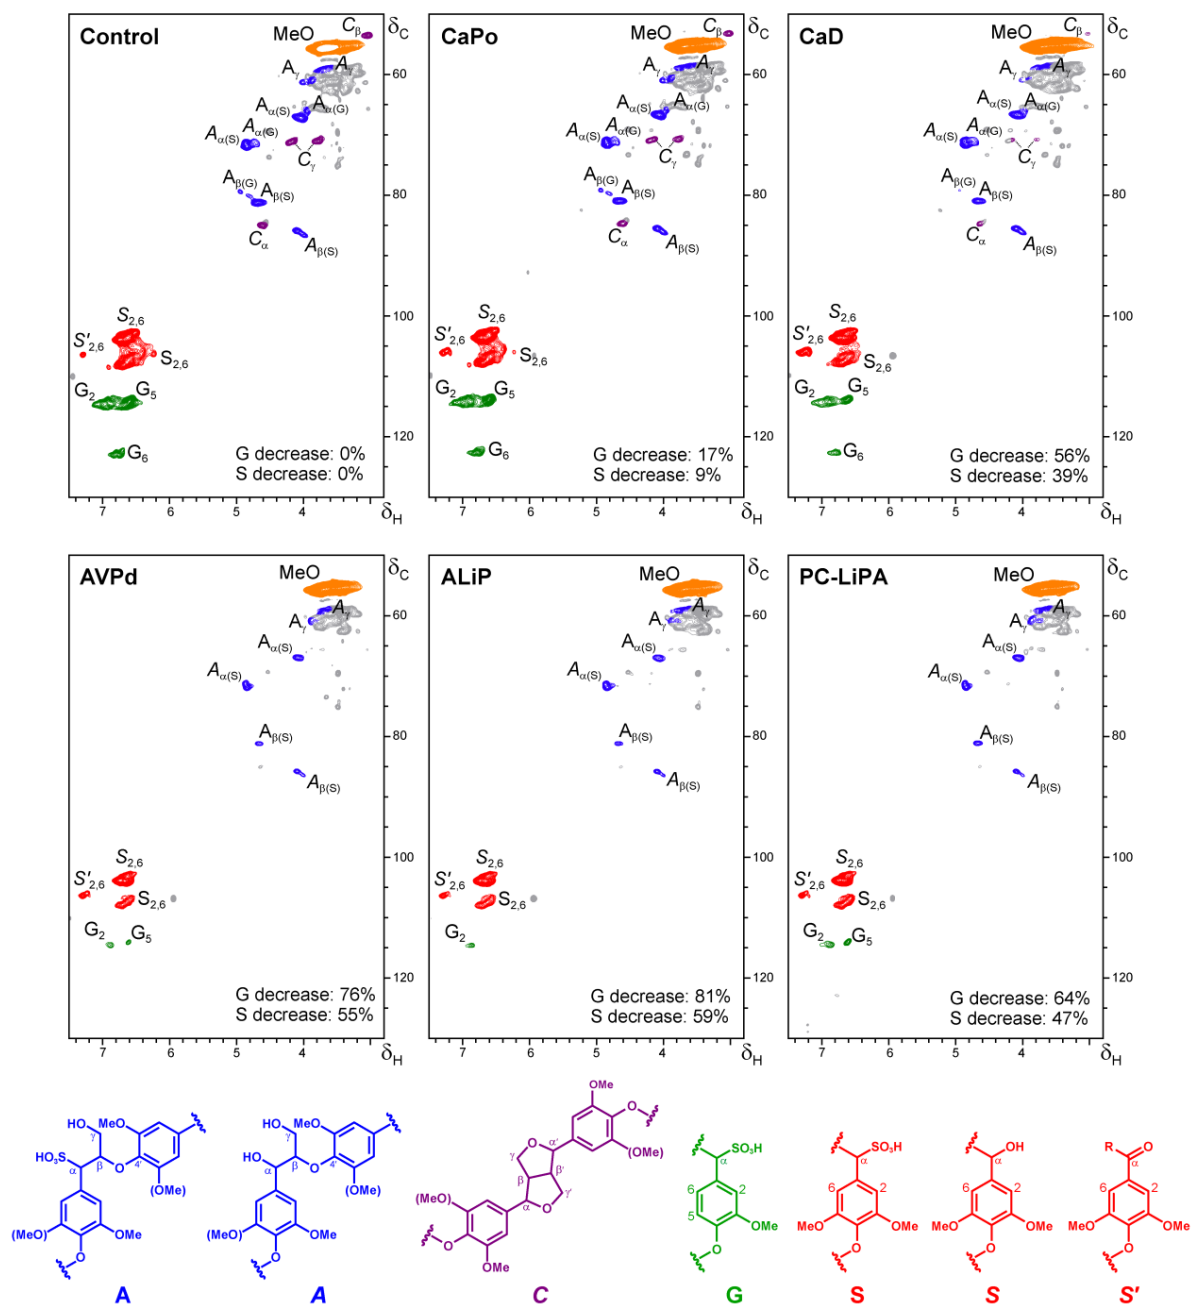 Control
MeO
Cβ
δC
Aγ
A
60
Aα(S)
Aα(G)
Aα(S)
Aα(G)
Cγ
Aβ(G)
Aβ(S)
80
Cα
Aβ(S)
S2,6
100
S'2,6
S2,6
G2
G5
G6
120
G decrease: 0%
S decrease: 0%
7
6
5
4
δH
CaPo
MeO
Cβ
δC
Aγ
Aγ
60
Aα(S)
Aα(G)
Aα(S)
Aα(G)
Cγ
Aβ(G)
Aβ(S)
80
Cα
Aβ(S)
S2,6
100
S'2,6
S2,6
G2
G5
G6
120
G decrease: 17%
S decrease: 9%
7
6
5
4
δH
CaD
MeO
Cβ
δC
Aγ
Aγ
60
Aα(S)
Aα(G)
Aα(S)
Aα(G)
Cγ
Aβ(G)
Aβ(S)
80
Cα
Aβ(S)
S2,6
100
S'2,6
S2,6
G2
G5
G6
120
G decrease: 56%
S decrease: 39%
7
6
5
4
δH
AVPd
MeO
δC
Aγ
Aγ
60
Aα(S)
Aα(S)
Aβ(S)
80
Aβ(S)
S2,6
100
S'2,6
S2,6
G2
G5
120
G decrease: 76%
S decrease: 55%
7
6
5
4
δH
ALiP
MeO
δC
Aγ
Aγ
60
Aα(S)
Aα(S)
Aβ(S)
80
Aβ(S)
S2,6
100
S'2,6
S2,6
G2
120
G decrease: 81%
S decrease: 59%
7
6
5
4
δH
PC-LiPA
MeO
δC
Aγ
Aγ
60
Aα(S)
Aα(S)
Aβ(S)
80
Aβ(S)
S2,6
100
S'2,6
S2,6
G2
G5
120
G decrease: 64%
S decrease: 47%
7
6
5
4
δH
HO
MeO
γ
HO3S
α
β
O
4'
(OMe)
(MeO)
OMe
O
A
HO
MeO
γ
HO
α
β
O
4'
(OMe)
(MeO)
OMe
O
A
OMe
O
(OMe)
O
α'
γ
β'
β
γ'
α
O
(MeO)
O
OMe
C
SO3H
α
6
2
5
OMe
O
G
SO3H
α
6
2
MeO
OMe
O
S
OH
α
6
2
MeO
OMe
O
S
R
O
α
6
2
MeO
OMe
O
S'